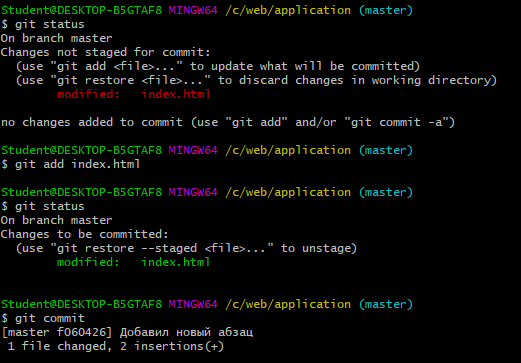 Student@DESKTOP-B5GTAF8 MINGW64 /c/web/application (master)
$ git status
On branch master
Changes not staged for commit:
  (use "git add <file>..." to update what will be committed)
  (use "git restore <file>..." to discard changes in working directory)
        modified:   index.html

no changes added to commit (use "git add" and/or "git commit -a")

Student@DESKTOP-B5GTAF8 MINGW64 /c/web/application (master)
$ git add index.html

Student@DESKTOP-B5GTAF8 MINGW64 /c/web/application (master)
$ git status
On branch master
Changes to be committed:
  (use "git restore --staged <file>..." to unstage)
        modified:   index.html

Student@DESKTOP-B5GTAF8 MINGW64 /c/web/application (master)
$ git commit
[master f060426] Добавил новый абзац
 1 file changed, 2 insertions(+)